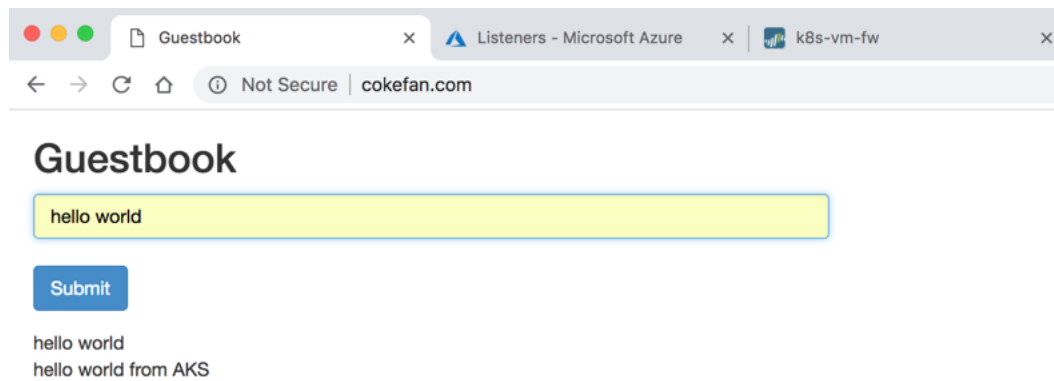 Guestbook Listeners - Microsoft Azure k8s-vm-fw
Not Secure cokefan.com
Guestbook
hello world
Submit
hello world
hello world from AKS